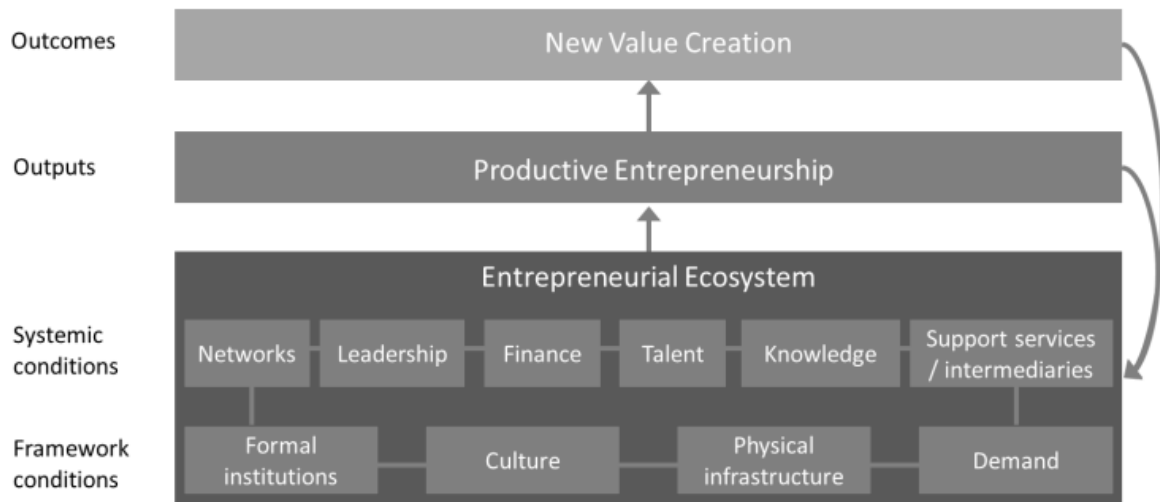 Outcomes
New Value Creation
Outputs
Productive Entrepreneurship
Entrepreneurial Ecosystem
Systemic
conditions
Networks
Leadership
Finance
Talent
Knowledge
Support services
/ intermediaries
Framework
conditions
Formal
institutions
Culture
Physical
infrastructure
Demand